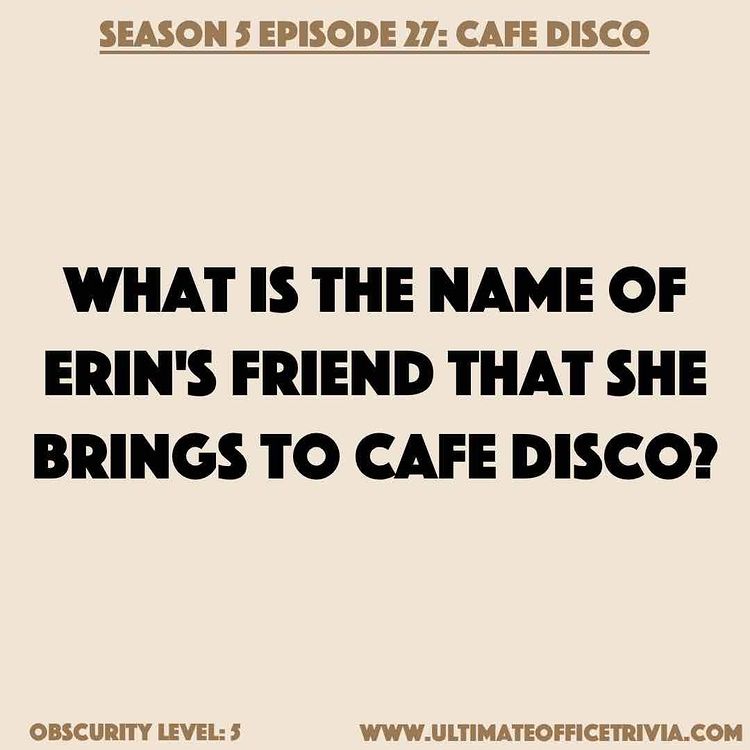 SEASON 5 EPISODE 27: CAFE DISCO
WHAT IS THE NAME OF
ERIN'S FRIEND THAT SHE
BRINGS TO CAFE DISCO?
OBSCURITY LEVEL: 5
WWW.ULTIMATEOFFICETRIVIA.COM